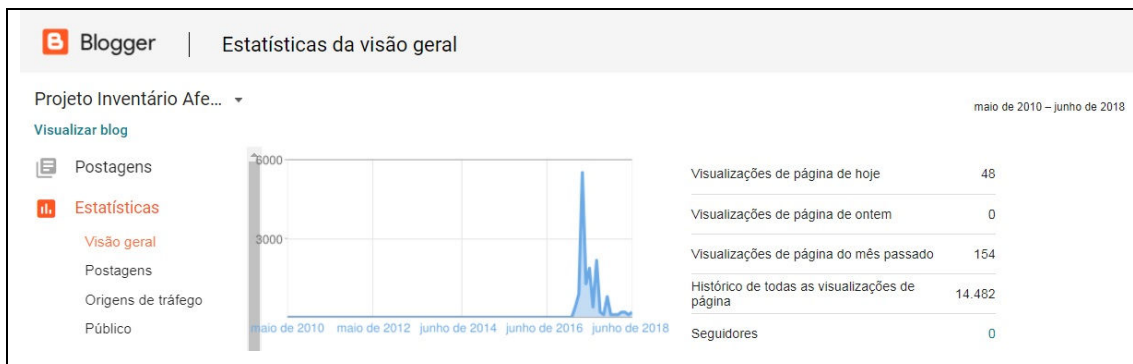 Blogger | Estatísticas da visão geral
Projeto Inventário Afe...
maio de 2010 – junho de 2018
Visualizar blog
Postagens
Estatísticas
Visão geral
Postagens
Origens de tráfego
Público
6000
3000
maio de 2010 maio de 2012 junho de 2014 junho de 2016 junho de 2018
Visualizações de página de hoje 48
Visualizações de página de ontem 0
Visualizações de página do mês passado 154
Histórico de todas as visualizações de
página 14.482
Seguidores 0